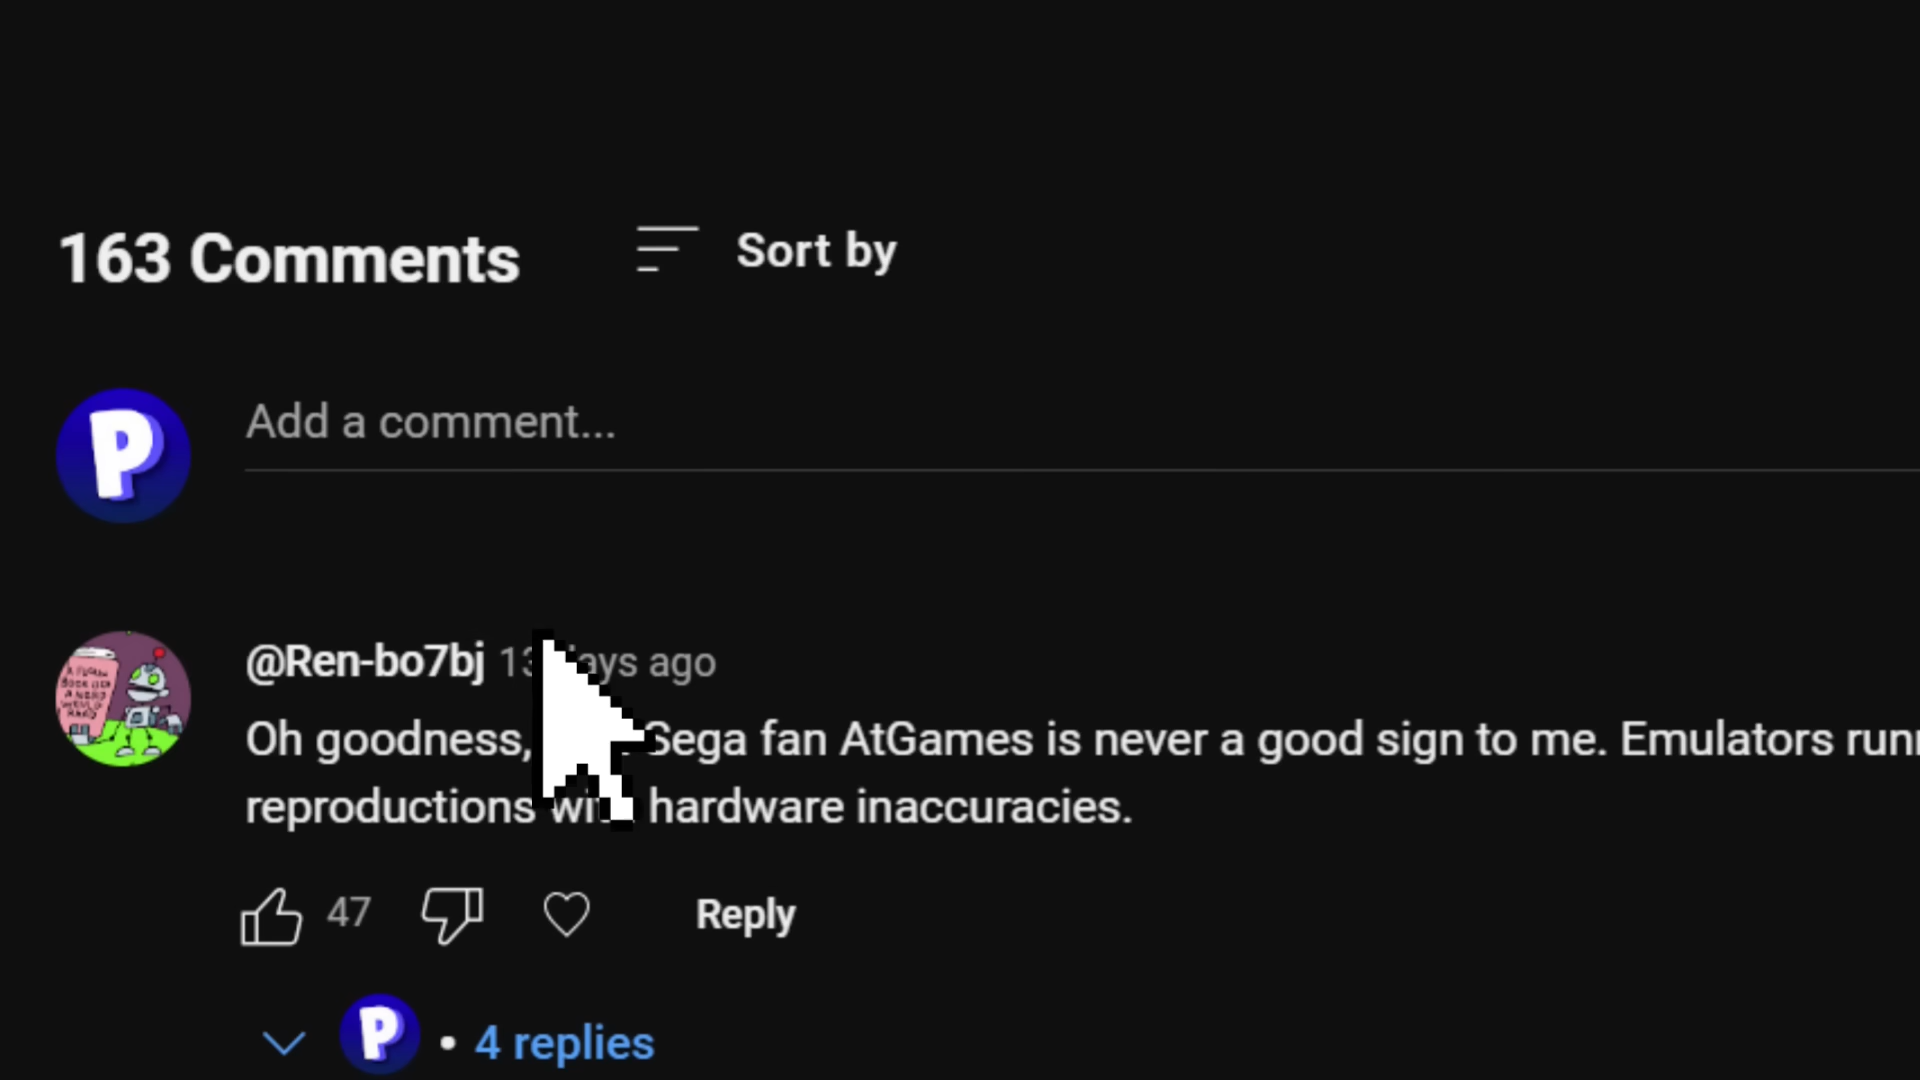 163 Comments
Sort by
P
Add a comment...
@Ren-bo7bj ays ago
Oh goodness, Sega fan AtGames is never a good sign to me. Emulators run
reproductions hardware inaccuracies.
47
Reply
P • 4 replies